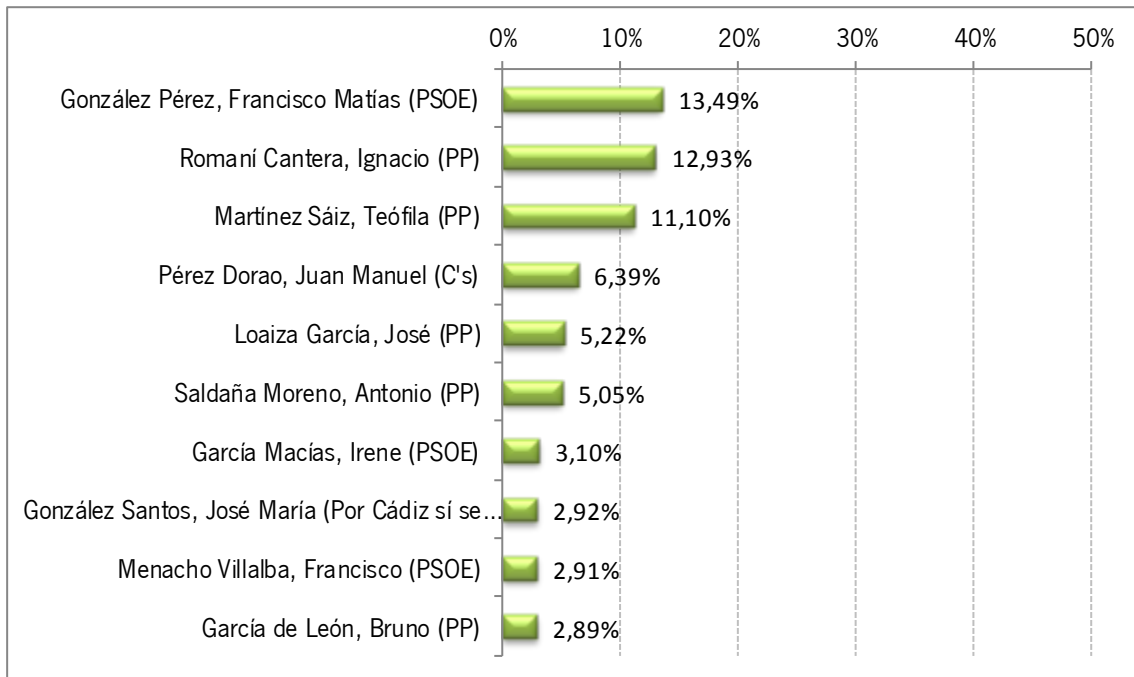 0% 10% 20% 30% 40% 50%
González Pérez, Francisco Matías (PSOE) 13,49%
Romaní Cantera, Ignacio (PP) 12,93%
Martínez Sáiz, Teófila (PP) 11,10%
Pérez Dorao, Juan Manuel (C's) 6,39%
Loaiza García, José (PP) 5,22%
Saldaña Moreno, Antonio (PP) 5,05%
García Macías, Irene (PSOE) 3,10%
González Santos, José María (Por Cádiz sí se... 2,92%
Menacho Villalba, Francisco (PSOE) 2,91%
García de León, Bruno (PP) 2,89%